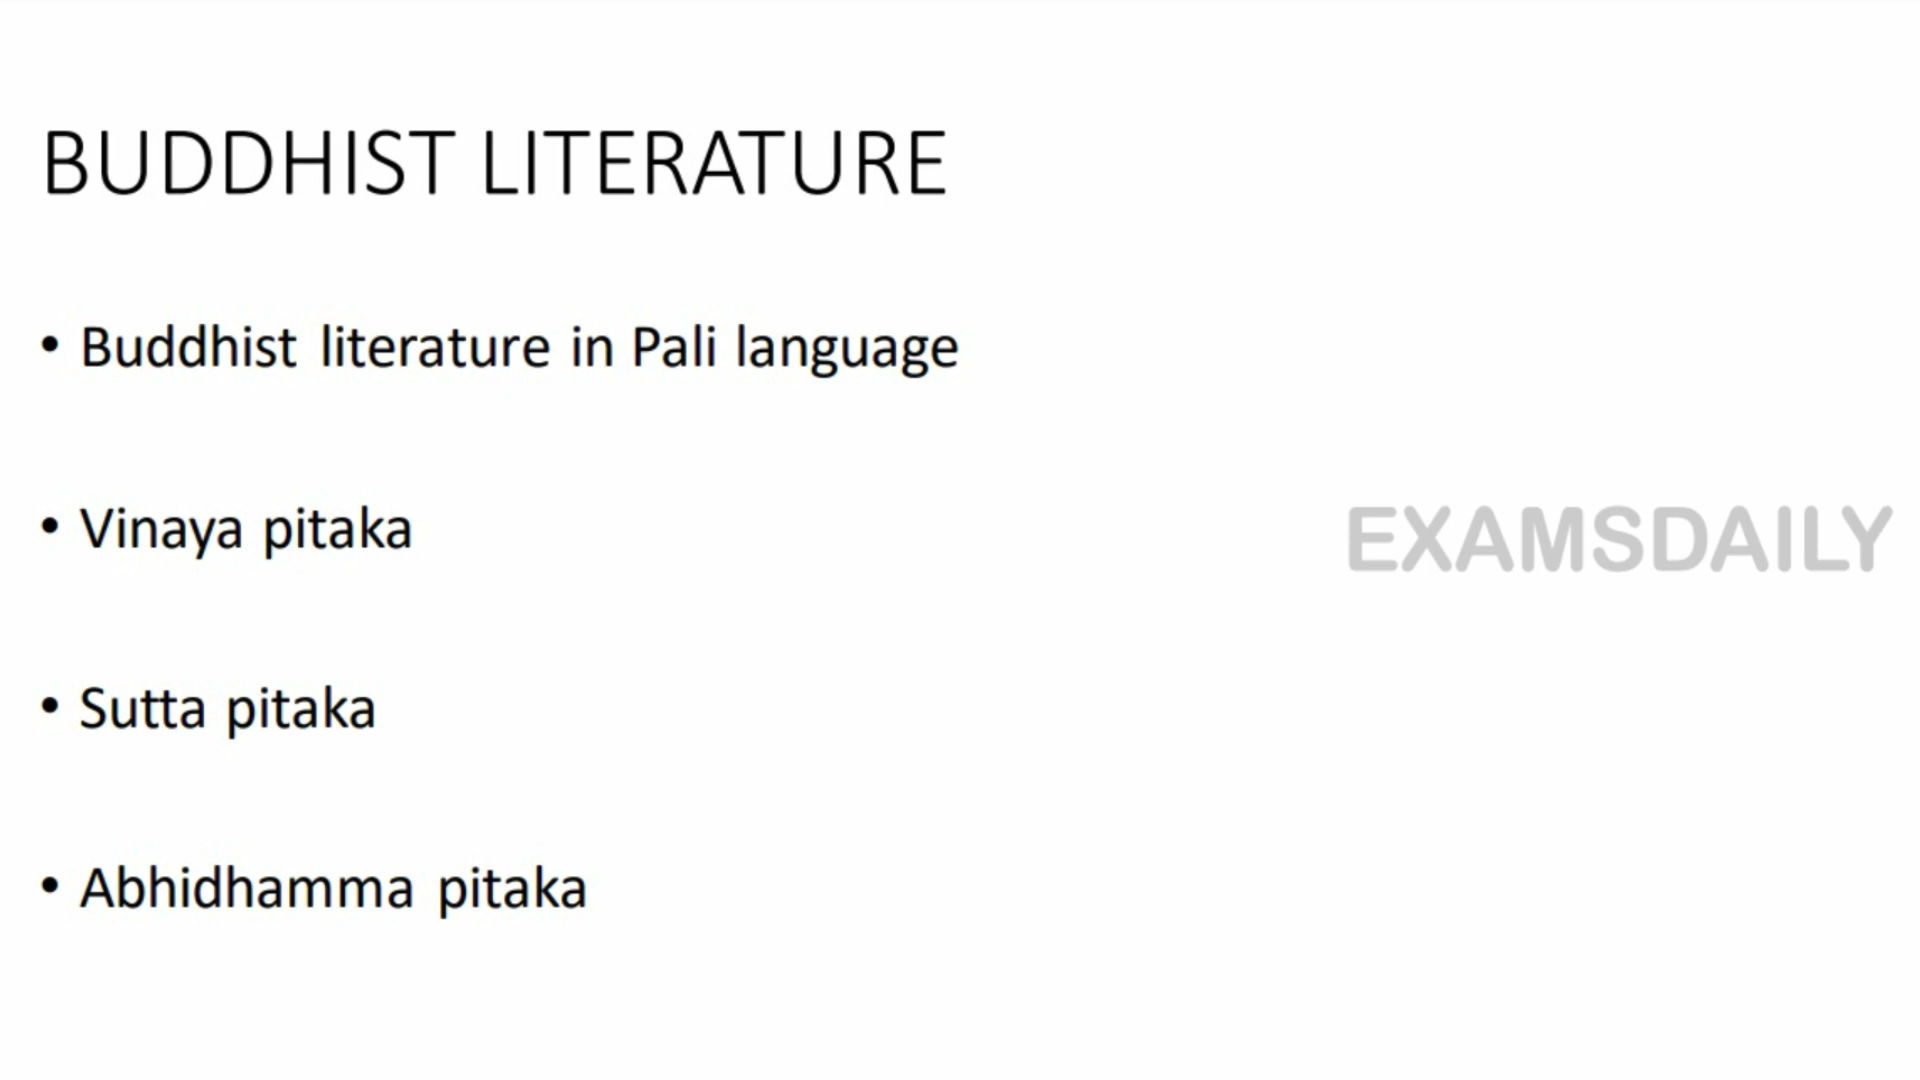 BUDDHIST LITERATURE
• Buddhist literature in Pali language
• Vinaya pitaka
EXAMSDAILY
• Sutta pitaka
• Abhidhamma pitaka